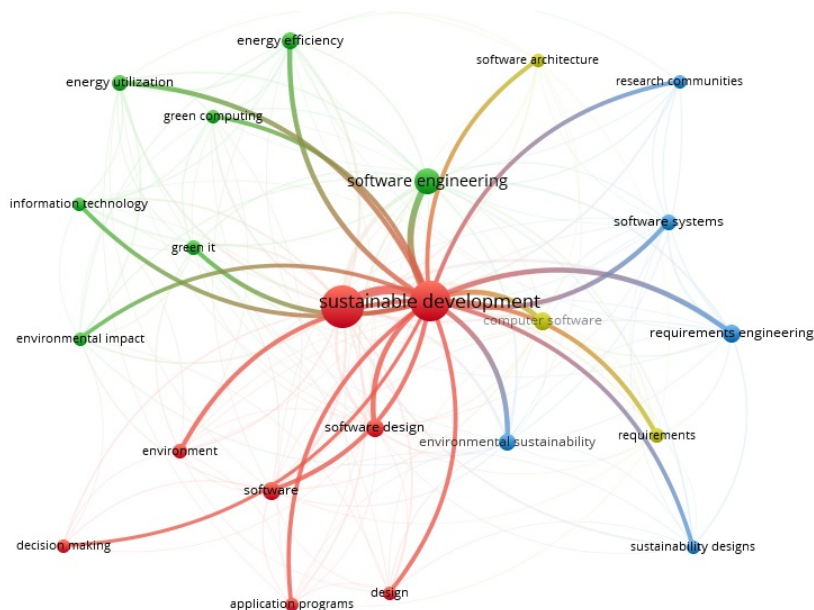 energy efficiency
software architecture
energy utilization
research communities
green computing
software engineering
information technology
software systems
green it
sustainable development
computer software
requirements engineering
environmental impact
software design
requirements
environmental sustainability
environment
software
decision making
sustainability designs
design
application programs